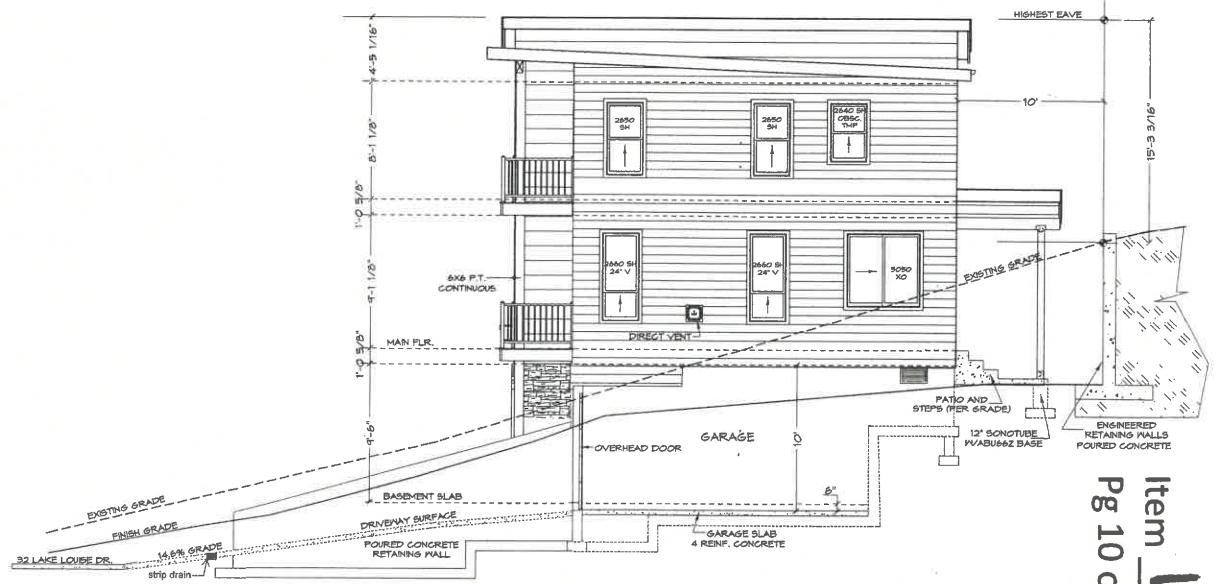 HIGHEST EAVE
4'-5 1/16"
10'
15'-3 3/16"
2650
SH
2650
SH
2640 SH
OBSC.
TMP
8'-1 1/8"
1'-0 5/8"
EXISTING GRADE
6X6 P.T.
CONTINUOUS
2660 SH
24" V
2660 SH
24" V
5050
XO
9'-1 1/8"
DIRECT VENT
MAIN FLR.
1'-0 5/8"
PATIO AND
STEPS (PER GRADE)
12" SONOTUBE
W/ABU66Z BASE
ENGINEERED
RETAINING WALLS
POURED CONCRETE
9'-6"
GARAGE
10'
OVERHEAD DOOR
BASEMENT SLAB
6"
EXISTING GRADE
FINISH GRADE
DRIVEWAY SURFACE
POURED CONCRETE
RETAINING WALL
GARAGE SLAB
4 REINF. CONCRETE
32 LAKE LOUISE DR.
14.6% GRADE
strip drain
Item
Pg 10